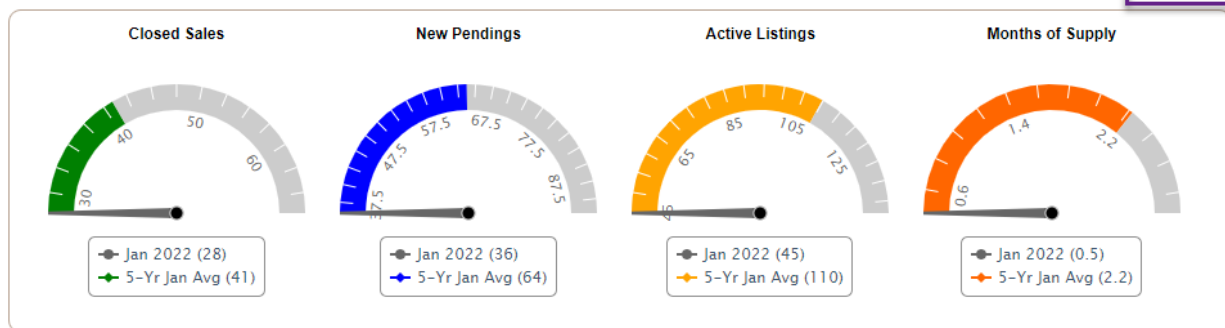 Closed Sales
30
40
50
60
Jan 2022 (28)
5-Yr Jan Avg (41)
New Pendings
37.5
47.5
57.5
67.5
77.5
87.5
Jan 2022 (36)
5-Yr Jan Avg (64)
Active Listings
45
65
85
105
125
Jan 2022 (45)
5-Yr Jan Avg (110)
Months of Supply
0.6
1.4
2.2
Jan 2022 (0.5)
5-Yr Jan Avg (2.2)